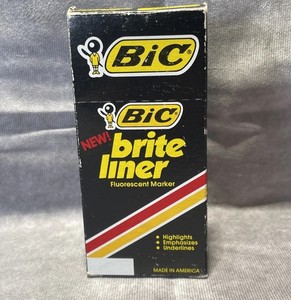 BIC
BIC
NEW!
brite
liner
Fluorescent Marker
• Highlights
• Emphasizes
• Underlines
MADE IN AMERICA